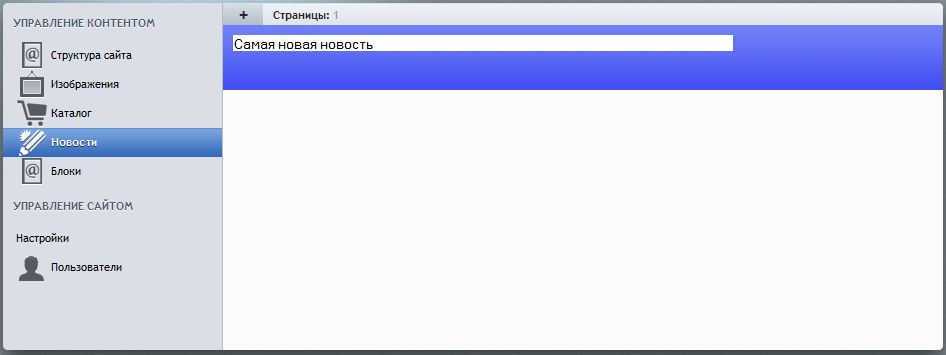 УПРАВЛЕНИЕ КОНТЕНТОМ
Структура сайта
Изображения
Каталог
Новости
Блоки
УПРАВЛЕНИЕ САЙТОМ
Настройки
Пользователи
+ Страницы: 1
Самая новая новость